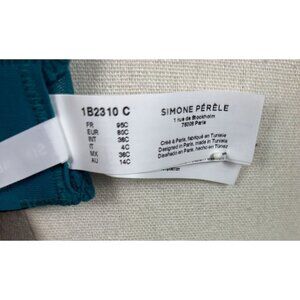 1B2310 C
FR 95C
EUR 80C
INT 36C
IT 4C
MX 36C
AU 14C
SIMONE PÉRÈLE
1 rue de Stockholm
75008 Paris
Créé à Paris, fabriqué en Tunisie
Designed in Paris, made in Tunisia
Diseñado en Paris, hecho en Túnez